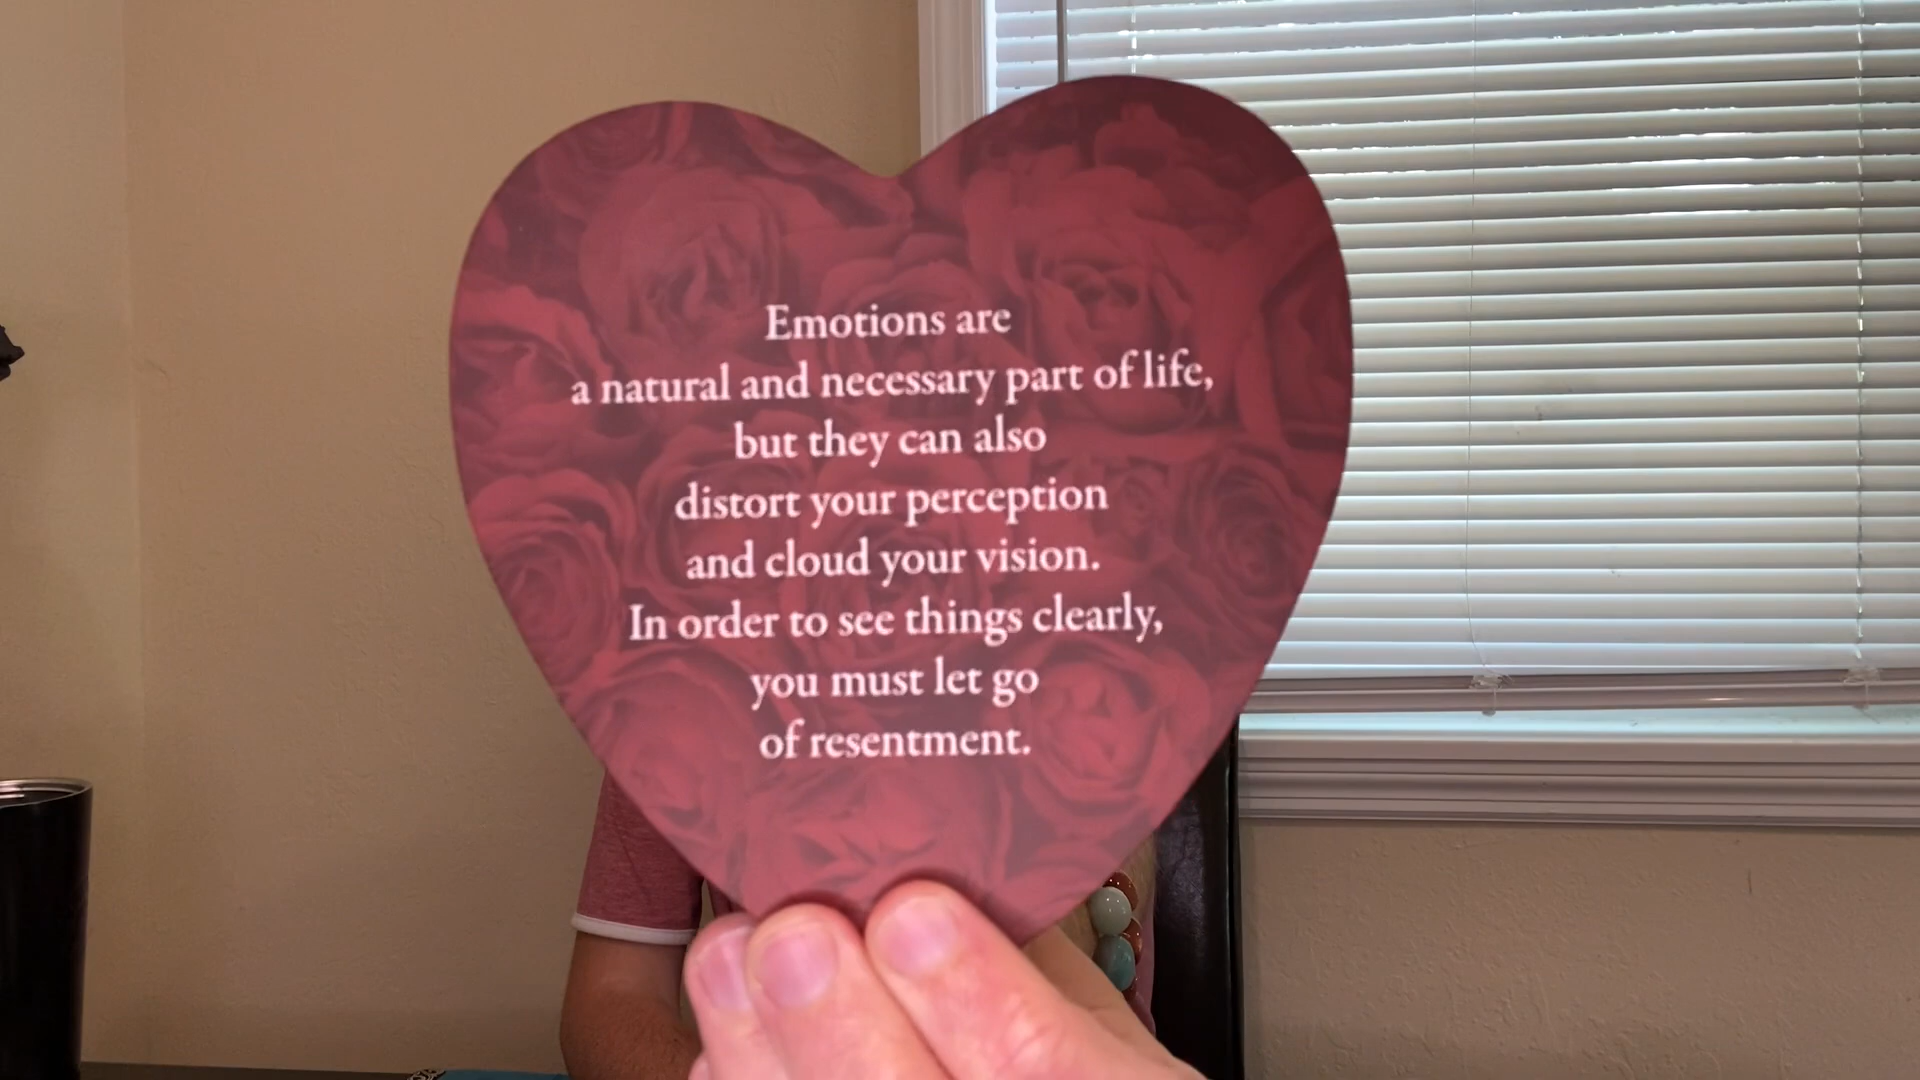 Emotions are
a natural and necessary part of life,
but they can also
distort your perception
and cloud your vision.
In order to see things clearly,
you must let go
of resentment.